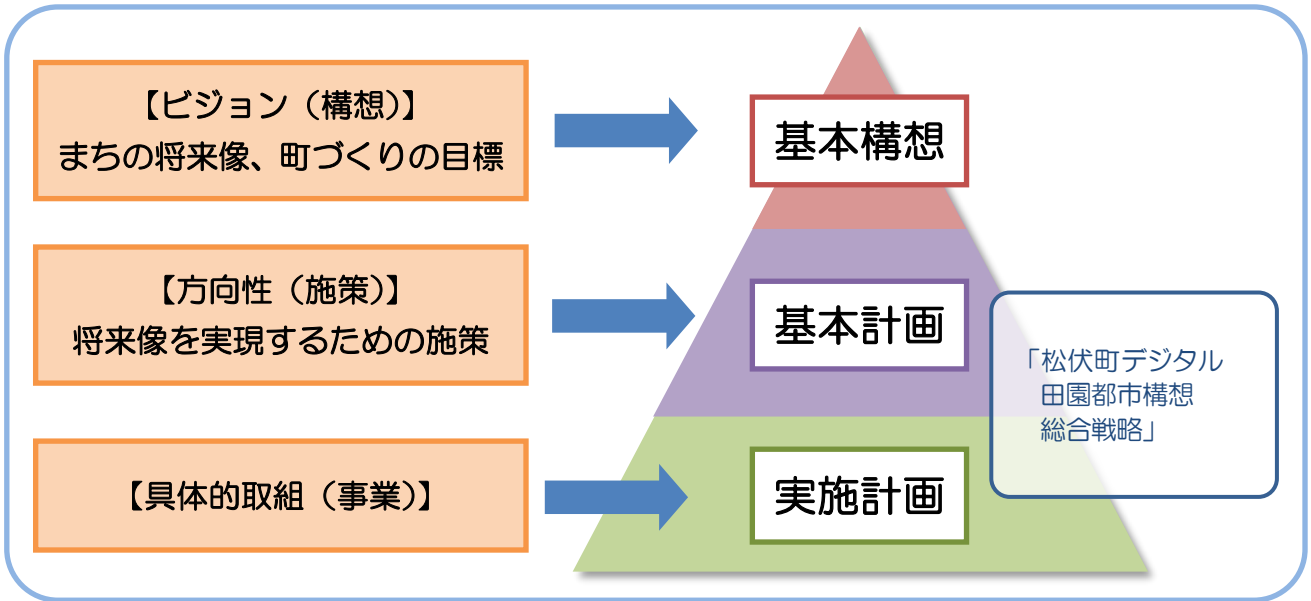 【ビジョン(構想)】
まちの将来像、町づくりの目標
基本構想
【方向性(施策)】
将来像を実現するための施策
基本計画
「松伏町デジタル
田園都市構想
総合戦略」
【具体的取組(事業)】
実施計画